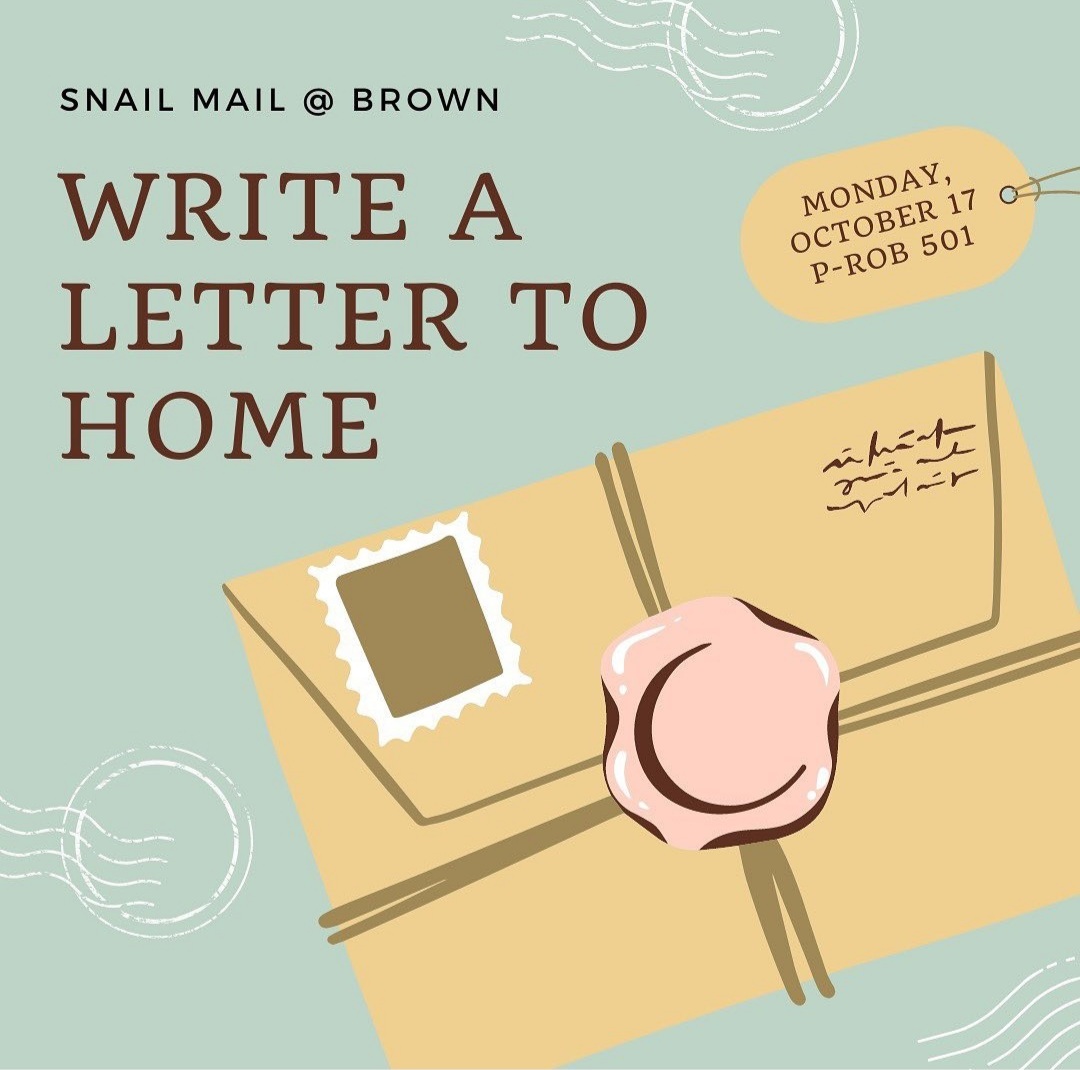 SNAIL MAIL @ BROWN
WRITE A
LETTER TO
HOME
MONDAY,
OCTOBER 17
P-ROB 501